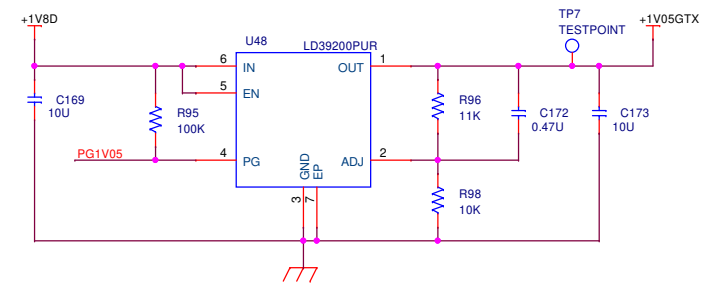 TP7
+1V8D
TESTPOINT
+1V05GTX
U48
LD39200PUR
6
IN
OUT
1
5
EN
C169
10U
R95
100K
R96
11K
C172
0.47U
C173
10U
PG1V05
4
PG
ADJ
2
GND
EP
3
7
R98
10K